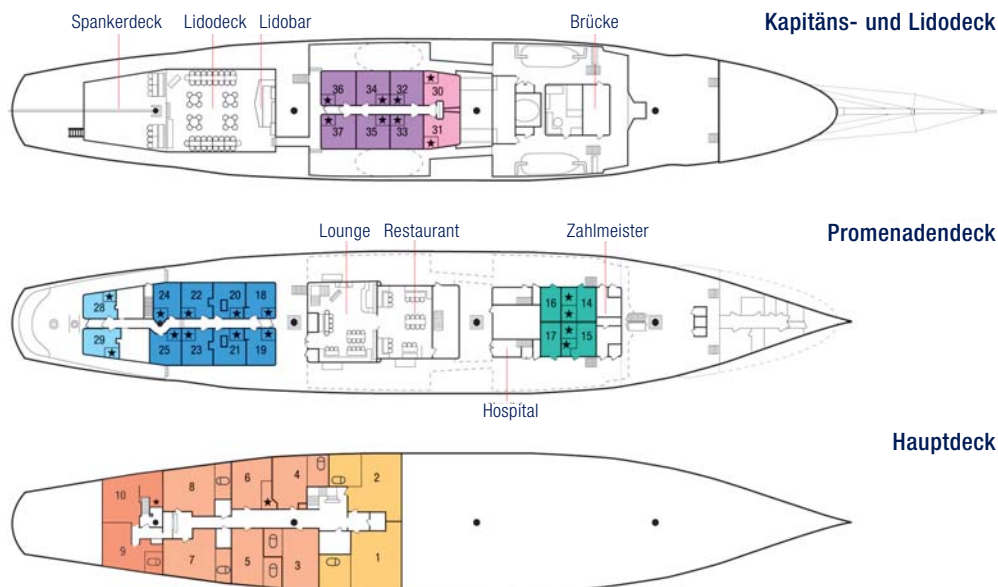 Spankerdeck Lidodeck Lidobar Brücke Kapitäns- und Lidodeck
36 34 32 30
37 35 33 31
Lounge Restaurant Zahlmeister Promenadendeck
28 24 22 20 18 16 14
29 25 23 21 19 17 15
Hospital
Hauptdeck
10 8 6 4 2
9 7 5 3 1